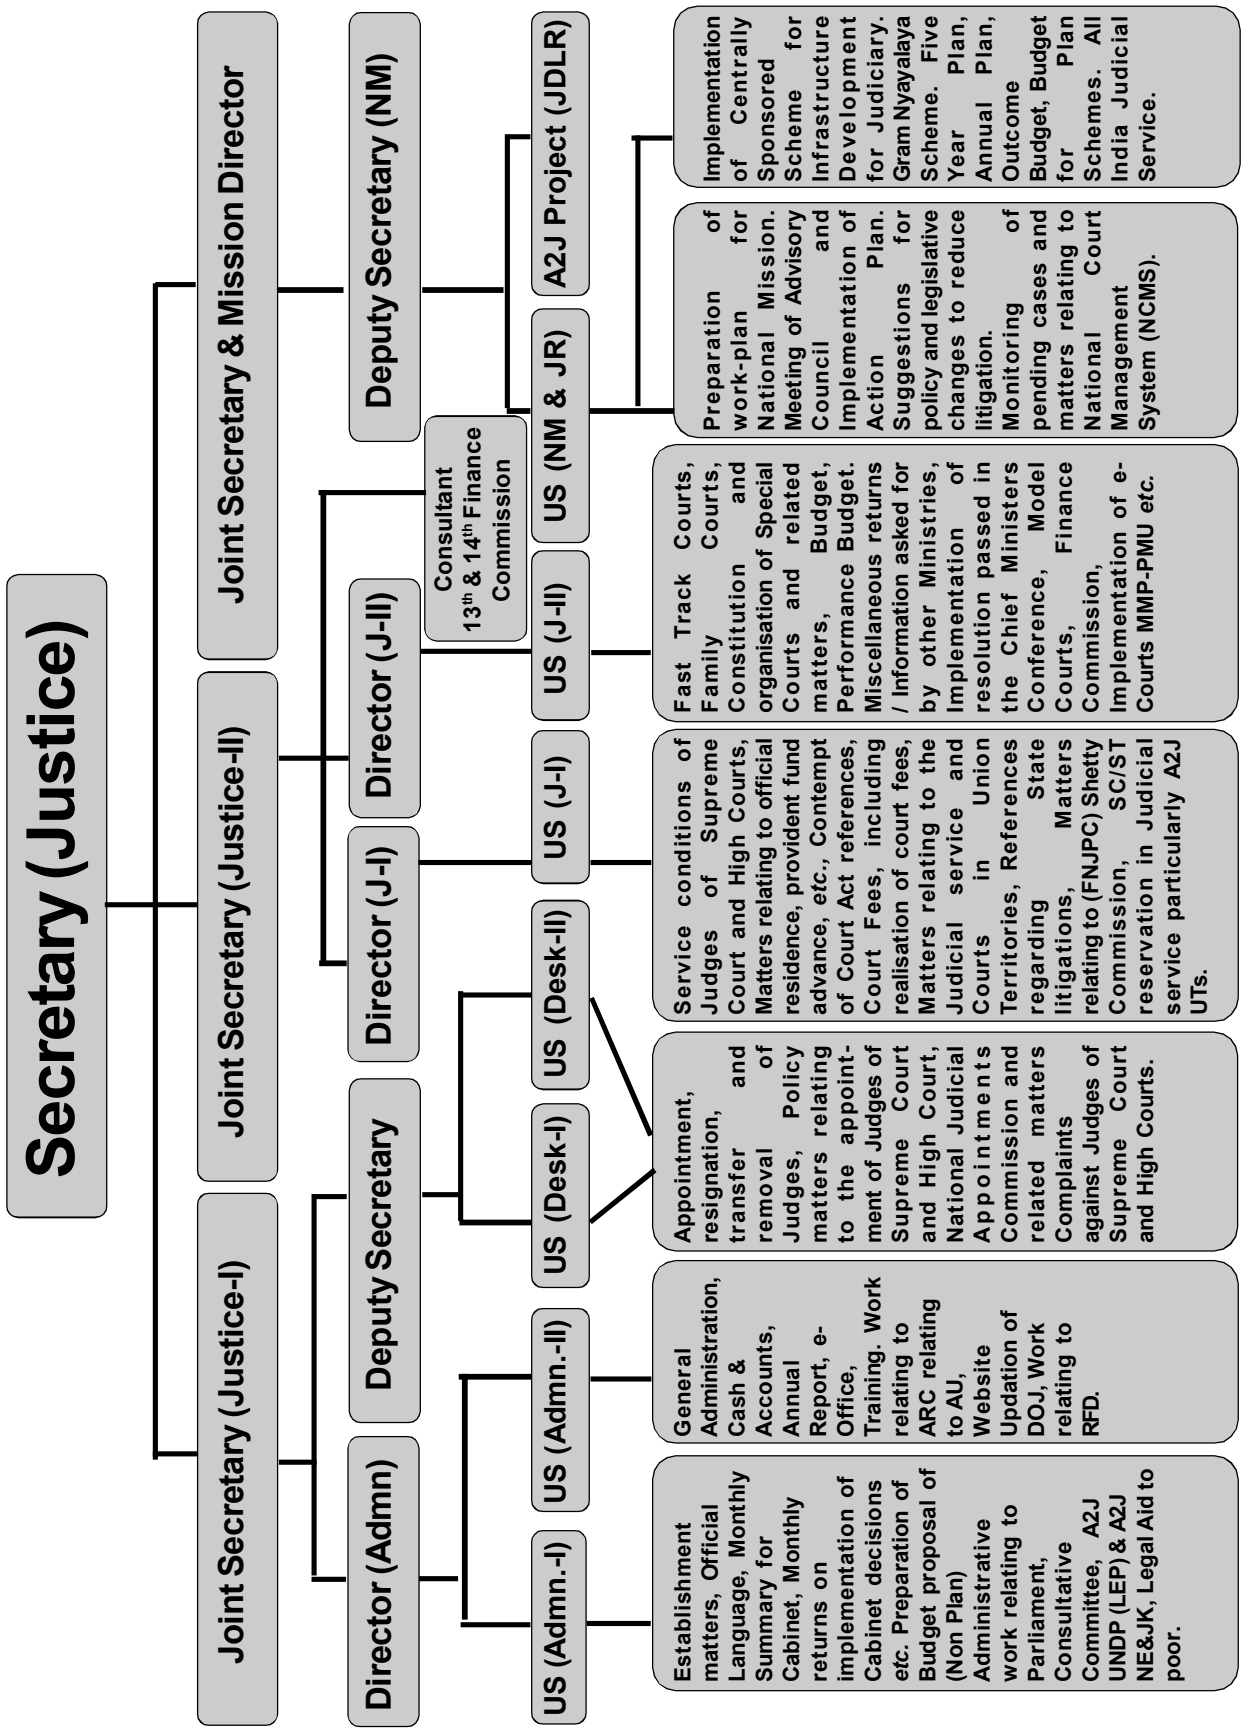 Secretary (Justice)
Joint Secretary (Justice-I)
Joint Secretary (Justice-II)
Joint Secretary & Mission Director
Director (Admn)
Deputy Secretary
Director (J-I)
Director (J-II)
Deputy Secretary (NM)
Consultant
13th & 14th Finance
Commission
US (Admn.-I)
US (Admn.-II)
US (Desk-I)
US (Desk-II)
US (J-I)
US (J-II)
US (NM & JR)
A2J Project (JDLR)
Establishment
matters, Official
Language, Monthly
Summary for
Cabinet, Monthly
returns on
implementation of
Cabinet decisions
etc. Preparation of
Budget proposal of
(Non Plan)
Administrative
work relating to
Parliament,
Consultative
Committee, A2J
UNDP (LEP) & A2J
NE&JK, Legal Aid to
poor.
General
Administration,
Cash &
Accounts,
Annual
Report, e-
Office,
Training. Work
relating to
ARC relating
to AU,
Website
Updation of
DOJ, Work
relating to
RFD.
Appointment,
resignation,
transfer and
removal of
Judges, Policy
matters relating
to the appoint-
ment of Judges of
Supreme Court
and High Court,
National Judicial
Appointments
Commission and
related matters
Complaints
against Judges of
Supreme Court
and High Courts.
Service conditions of
Judges of Supreme
Court and High Courts,
Matters relating to official
residence, provident fund
advance, etc., Contempt
of Court Act references,
Court Fees, including
realisation of court fees,
Matters relating to the
Judicial service and
Courts in Union
Territories, References
regarding State
litigations, Matters
relating to (FNJPC) Shetty
Commission, SC/ST
reservation in Judicial
service particularly A2J
UTs.
Fast Track Courts,
Family Courts,
Constitution and
organisation of Special
Courts and related
matters, Budget,
Performance Budget.
Miscellaneous returns
/ Information asked for
by other Ministries,
Implementation of
resolution passed in
the Chief Ministers
Conference, Model
Courts, Finance
Commission,
Implementation of e-
Courts MMP-PMU etc.
Preparation of
work-plan for
National Mission.
Meeting of Advisory
Council and
Implementation of
Action Plan.
Suggestions for
policy and legislative
changes to reduce
litigation.
Monitoring of
pending cases and
matters relating to
National Court
Management
System (NCMS).
Implementation
of Centrally
Sponsored
Scheme for
Infrastructure
Development
for Judiciary.
Gram Nyayalaya
Scheme. Five
Year Plan,
Annual Plan,
Outcome
Budget, Budget
for Plan
Schemes. All
India Judicial
Service.